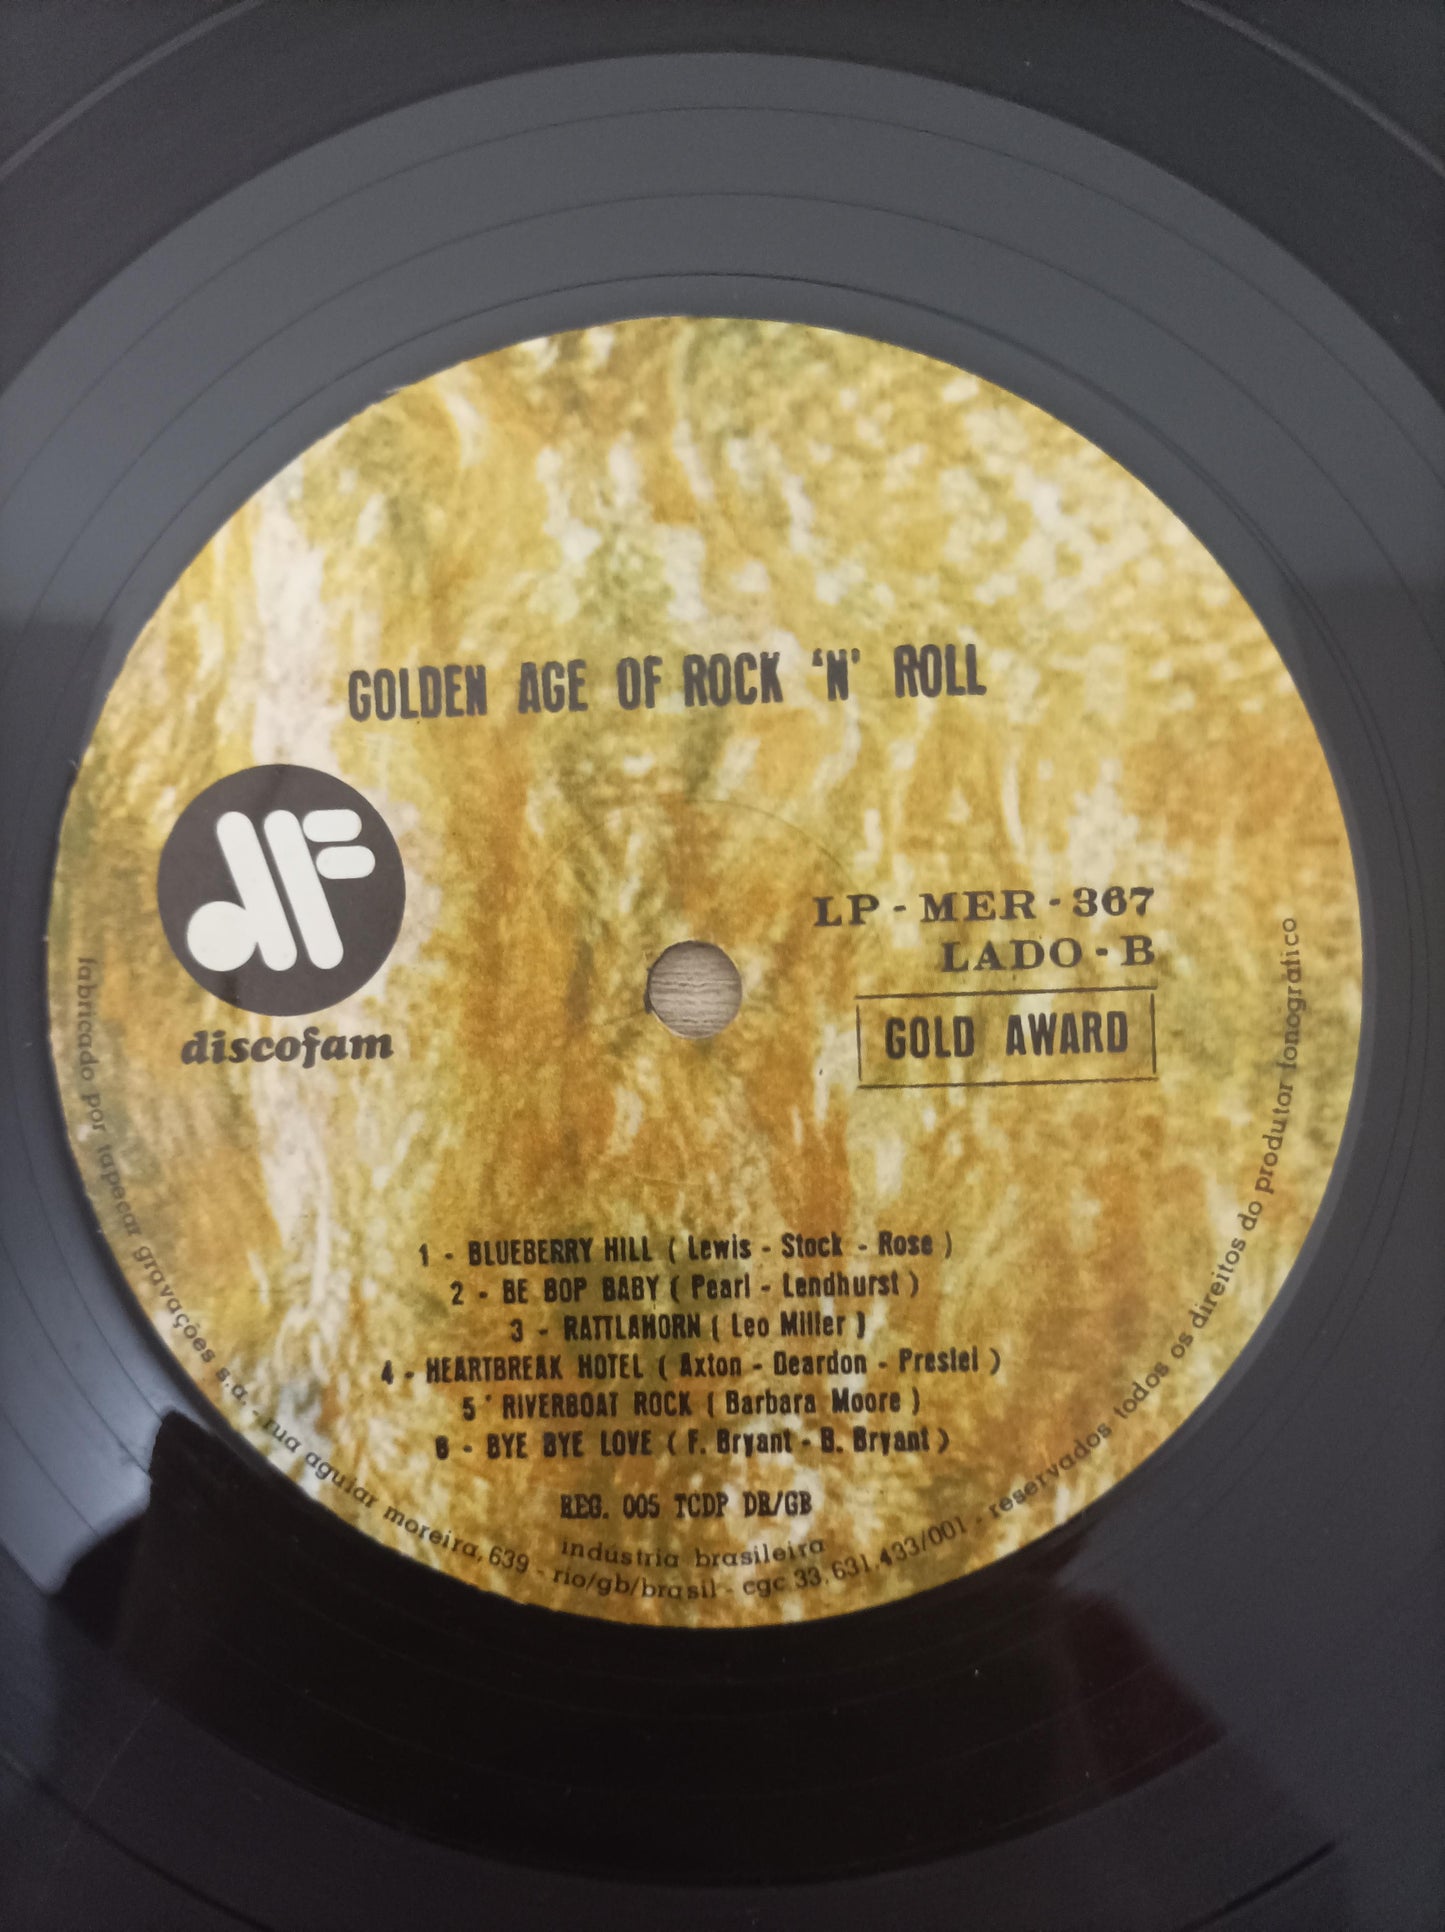 GOLDEN AGE OF ROCK ‘N’ ROLL
dF
discofam
LP - MER - 367
LADO - B
GOLD AWARD
1 - BLUEBERRY HILL ( Lewis - Stock - Rose )
2 - BE BOP BABY ( Pearl - Lendhurst )
3 - RATTLAHORN ( Leo Miller )
4 - HEARTBREAK HOTEL ( Axton - Deardon - Preslei )
5 ' RIVERBOAT ROCK ( Barbara Moore )
6 - BYE BYE LOVE ( F. Bryant - B. Bryant )
REG. 005 TCDP DR/GB
indústria brasileira
fabricado por tapecar gravações s.a. - rua aguiar moreira, 639 - rio/gb/brasil - cgc 33.631.433/001 - reservados todos os direitos do produtor fonográfico